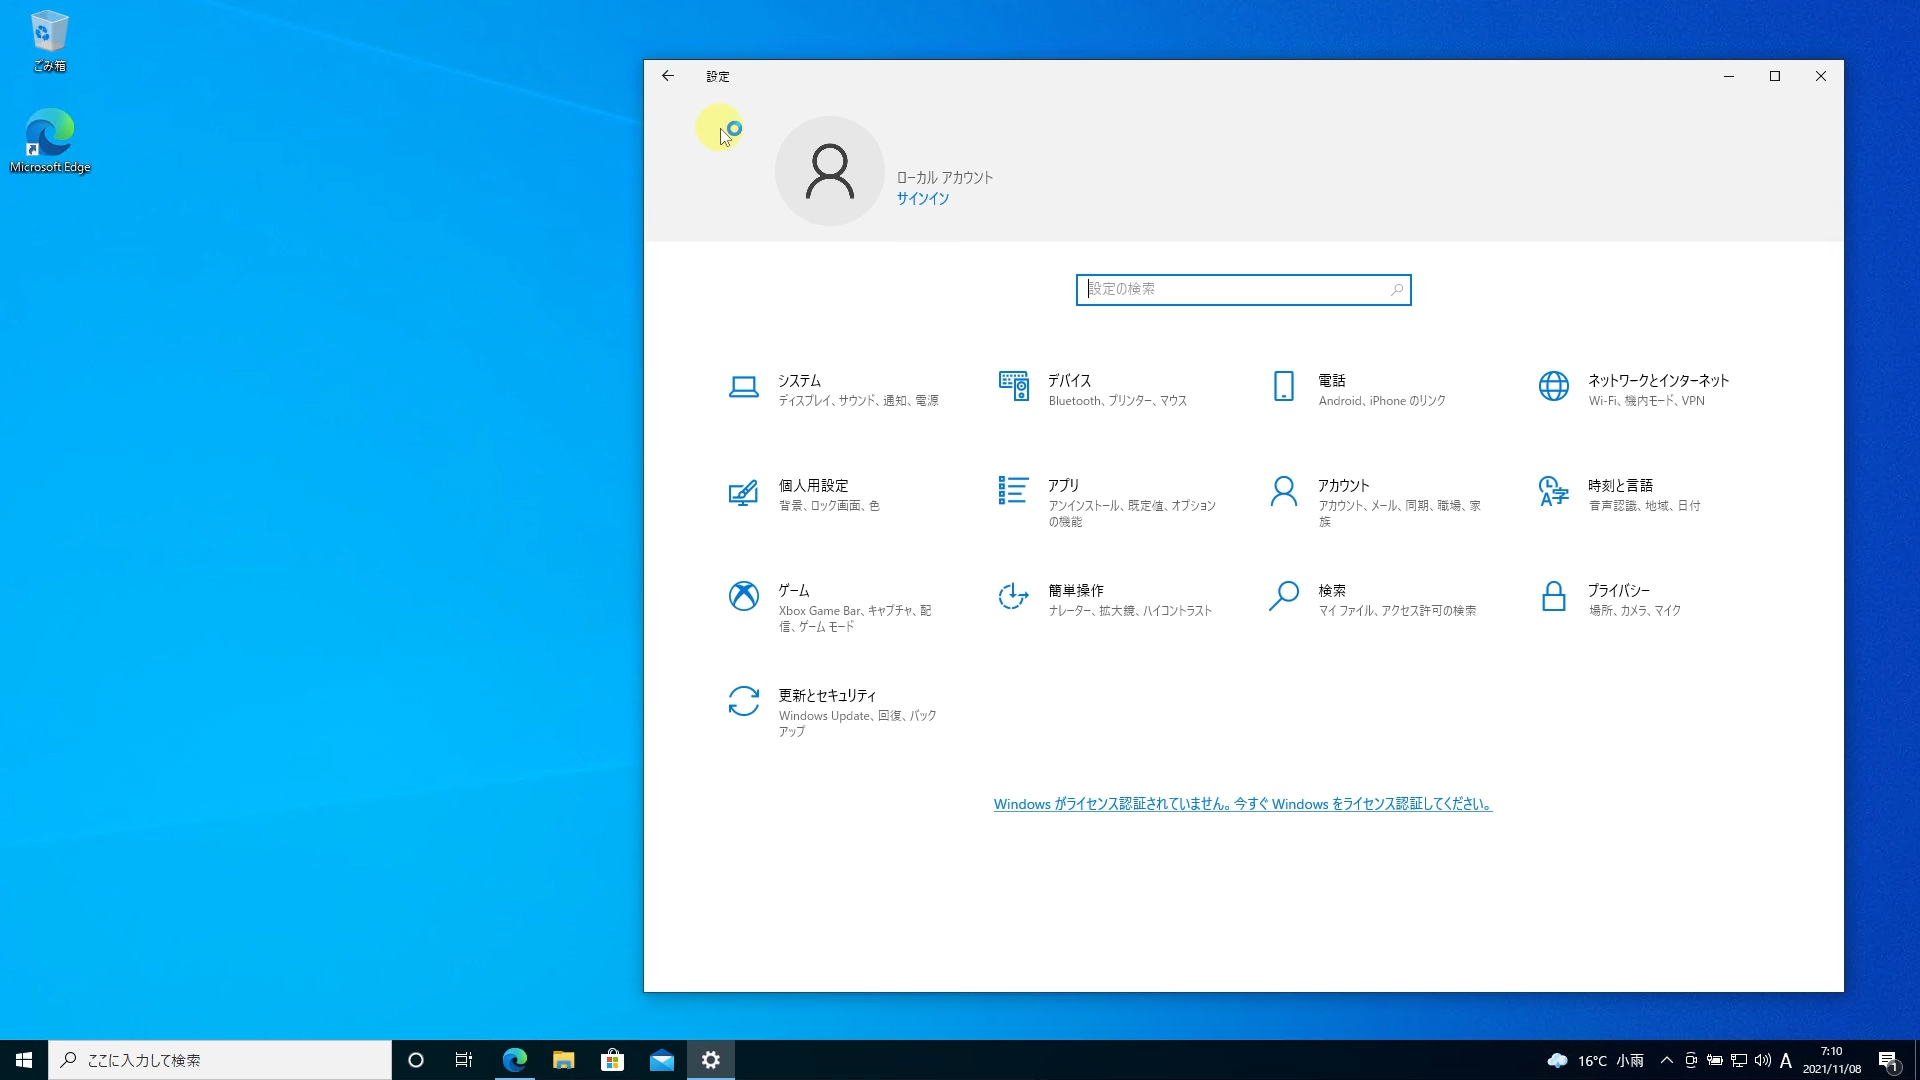 ごみ箱
Microsoft Edge
設定
ローカル アカウント
サインイン
設定の検索
システム
ディスプレイ、サウンド、通知、電源
デバイス
Bluetooth、プリンター、マウス
電話
Android、iPhone のリンク
ネットワークとインターネット
Wi-Fi、機内モード、VPN
個人用設定
背景、ロック画面、色
アプリ
アンインストール、既定値、オプション
の機能
アカウント
アカウント、メール、同期、職場、家
族
時刻と言語
音声認識、地域、日付
ゲーム
Xbox Game Bar、キャプチャ、配
信、ゲーム モード
簡単操作
ナレーター、拡大鏡、ハイコントラスト
検索
マイ ファイル、アクセス許可の検索
プライバシー
場所、カメラ、マイク
更新とセキュリティ
Windows Update、回復、バック
アップ
Windows がライセンス認証されていません。今すぐ Windows をライセンス認証してください。
ここに入力して検索
16°C 小雨
A
7:10
2021/11/08
1